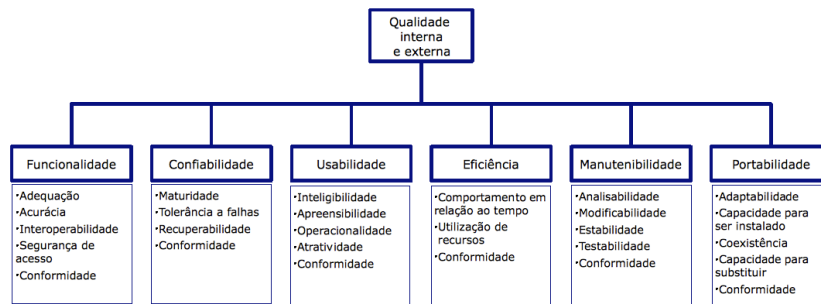 Qualidade
interna
e externa
Funcionalidade
•Adequação
•Acurácia
•Interoperabilidade
•Segurança de
acesso
•Conformidade
Confiabilidade
•Maturidade
•Tolerância a falhas
•Recuperabilidade
•Conformidade
Usabilidade
•Inteligibilidade
•Apreensibilidade
•Operacionalidade
•Atratividade
•Conformidade
Eficiência
•Comportamento em
relação ao tempo
•Utilização de
recursos
•Conformidade
Manutenibilidade
•Analisabilidade
•Modificabilidade
•Estabilidade
•Testabilidade
•Conformidade
Portabilidade
•Adaptabilidade
•Capacidade para
ser instalado
•Coexistência
•Capacidade para
substituir
•Conformidade